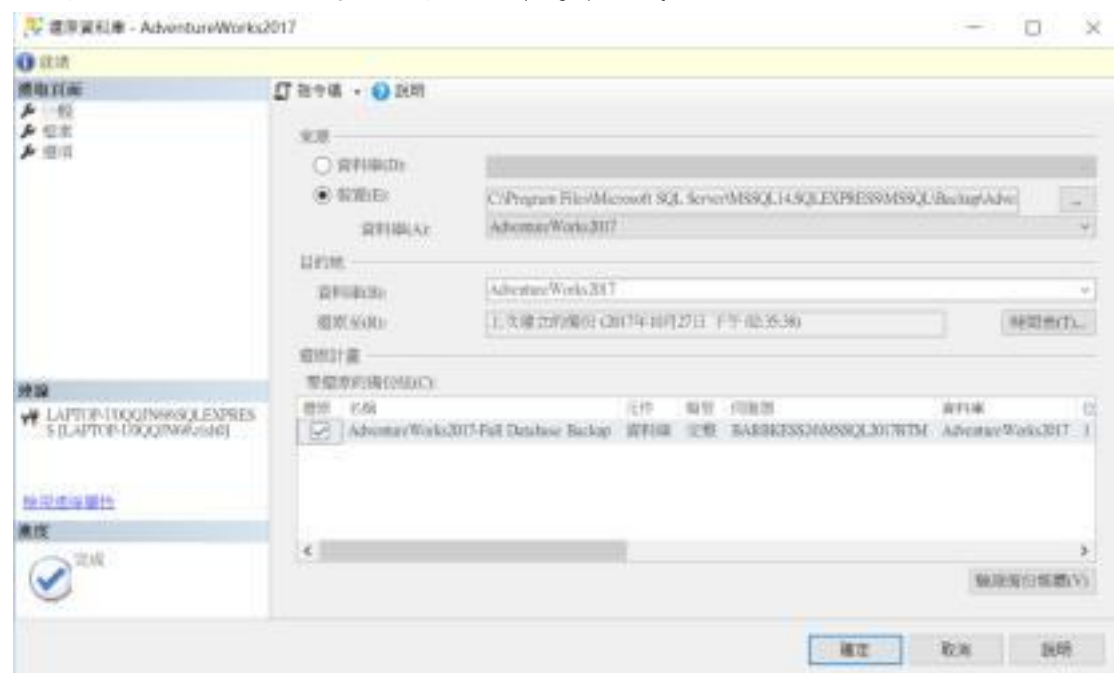 還原資料庫 - AdventureWorks2017
就緒
選取頁面
一般
檔案
選項
指令碼
說明
來源
資料庫(D):
裝置(E):
C:\Program Files\Microsoft SQL Server\MSSQL14.SQLEXPRESS\MSSQL\Backup\Adve
資料庫(A):
AdventureWorks2017
目的地
資料庫(B):
AdventureWorks2017
還原至(R):
上次建立的備份 (2017年10月27日 下午 02:35:38)
時間表(T)...
還原計畫
要還原的備份組(C):
還原 名稱 元件 類型 伺服器 資料庫
AdventureWorks2017-Full Database Backup 資料庫 完整 AdventureWorks2017 1
連線
檢視連線屬性
進度
完成
驗證備份媒體(V)
確定
取消
說明